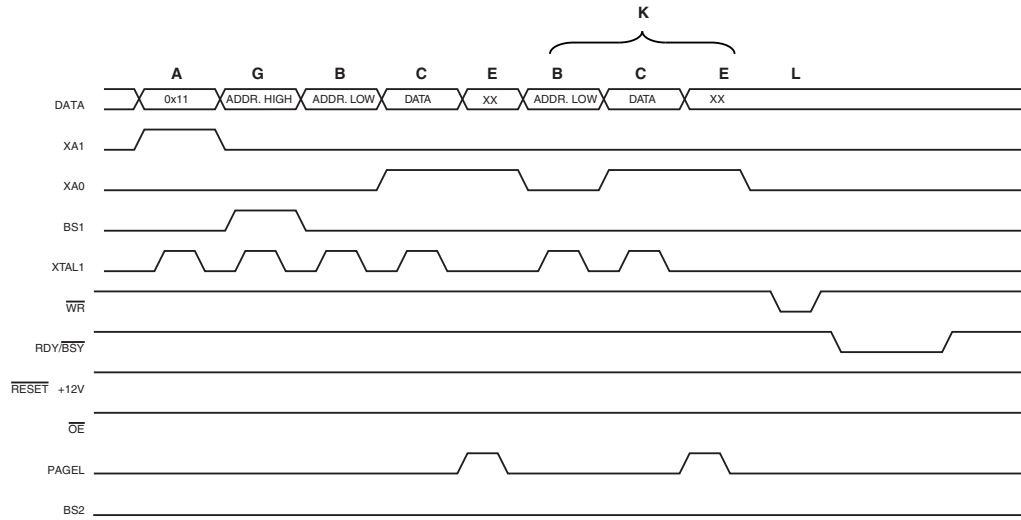 K
A G B C E B C E L
DATA 0x11 ADDR. HIGH ADDR. LOW DATA XX ADDR. LOW DATA XX
XA1
XA0
BS1
XTAL1
WR
RDY/BSY
RESET +12V
OE
PAGEL
BS2